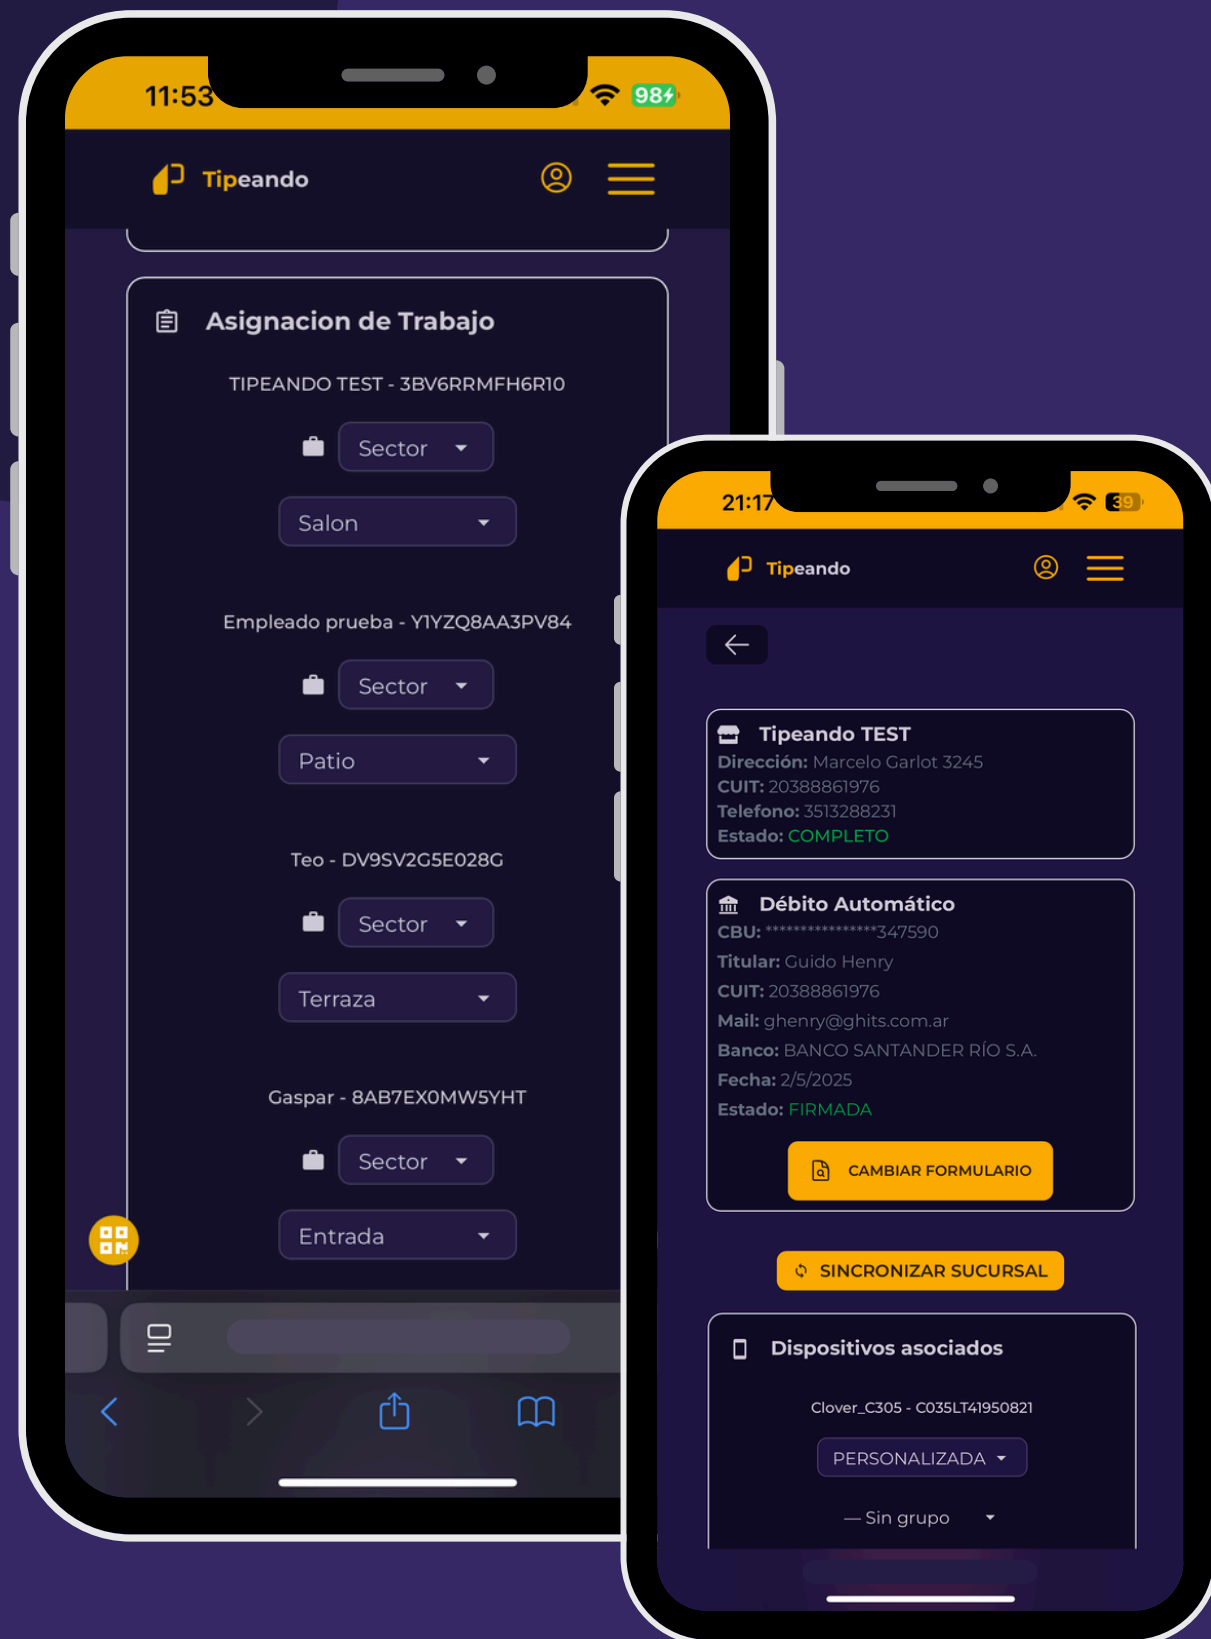 11:53
98
Tipeando
Asignacion de Trabajo
TIPEANDO TEST - 3BV6RRMFH6R10
Sector
Salon
Empleado prueba - Y1YZQ8AA3PV84
Sector
Patio
Teo - DV9SV2G5E028G
Sector
Terraza
Gaspar - 8AB7EX0MW5YHT
Sector
Entrada
21:17
39
Tipeando
Tipeando TEST
Dirección: Marcelo Garlot 3245
CUIT: 20388861976
Telefono: 3513288231
Estado: COMPLETO
Débito Automático
CBU: ****************347590
Titular: Guido Henry
CUIT: 20388861976
Mail: ghenry@ghits.com.ar
Banco: BANCO SANTANDER RÍO S.A.
Fecha: 2/5/2025
Estado: FIRMADA
CAMBIAR FORMULARIO
SINCRONIZAR SUCURSAL
Dispositivos asociados
Clover_C305 - C035LT41950821
PERSONALIZADA
— Sin grupo